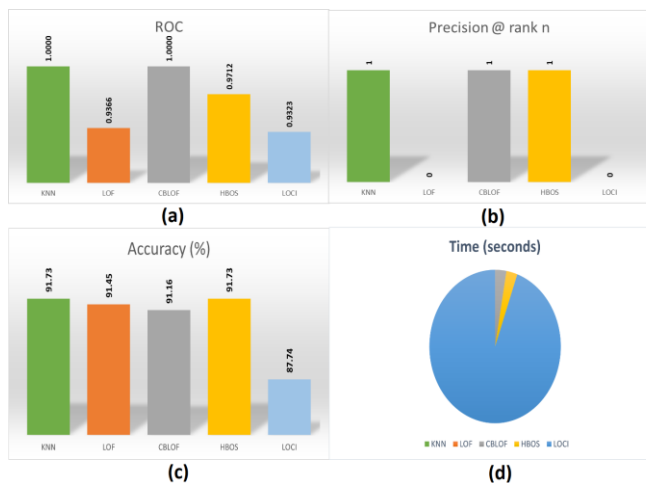 ROC
1.0000
0.9366
1.0000
0.9712
0.9323
KNN LOF CBLOF HBOS LOCI
(a)
Precision @ rank n
1
0
1
1
0
KNN LOF CBLOF HBOS LOCI
(b)
Accuracy (%)
91.73
91.45
91.16
91.73
87.74
KNN LOF CBLOF HBOS LOCI
(c)
Time (seconds)
KNN LOF CBLOF HBOS LOCI
(d)